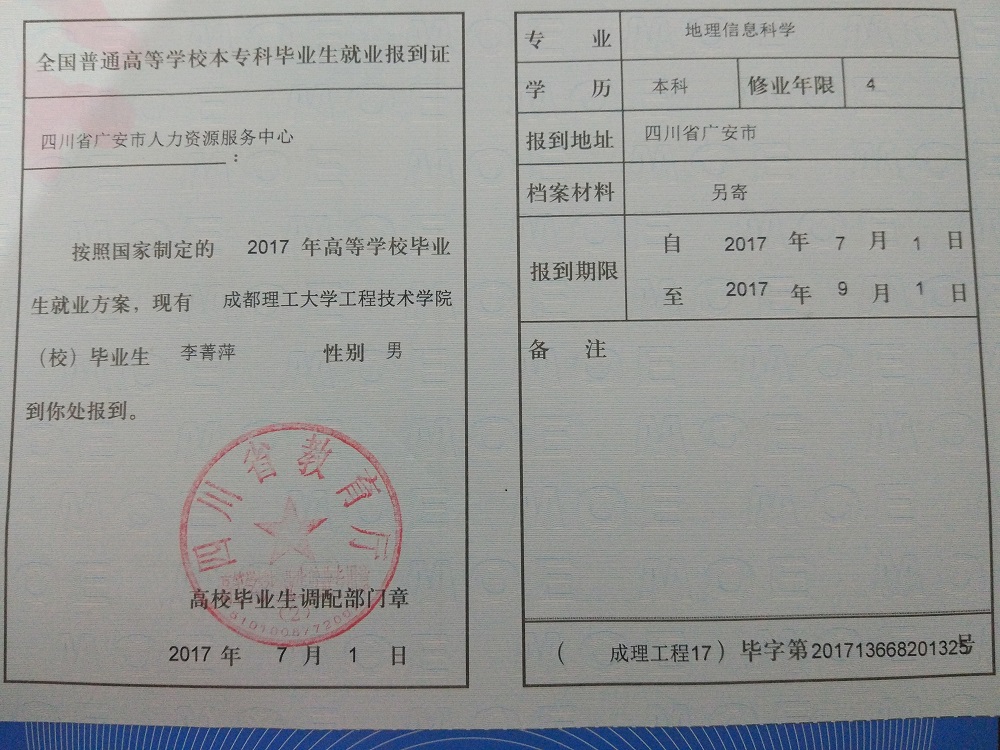 全国普通高等学校本专科毕业生就业报到证
四川省广安市人力资源服务中心
：
按照国家制定的 2017 年高等学校毕业
生就业方案，现有 成都理工大学工程技术学院
（校）毕业生 李菁萍 性别 男
到你处报到。
四川省教育厅
高校毕业生调配部门章
2017 年 7 月 1 日
专业 地理信息科学
学历 本科 修业年限 4
报到地址 四川省广安市
档案材料 另寄
报到期限 自 2017 年 7 月 1 日
至 2017 年 9 月 1 日
备注
（ 成理工程17 ）毕字第201713668201325号